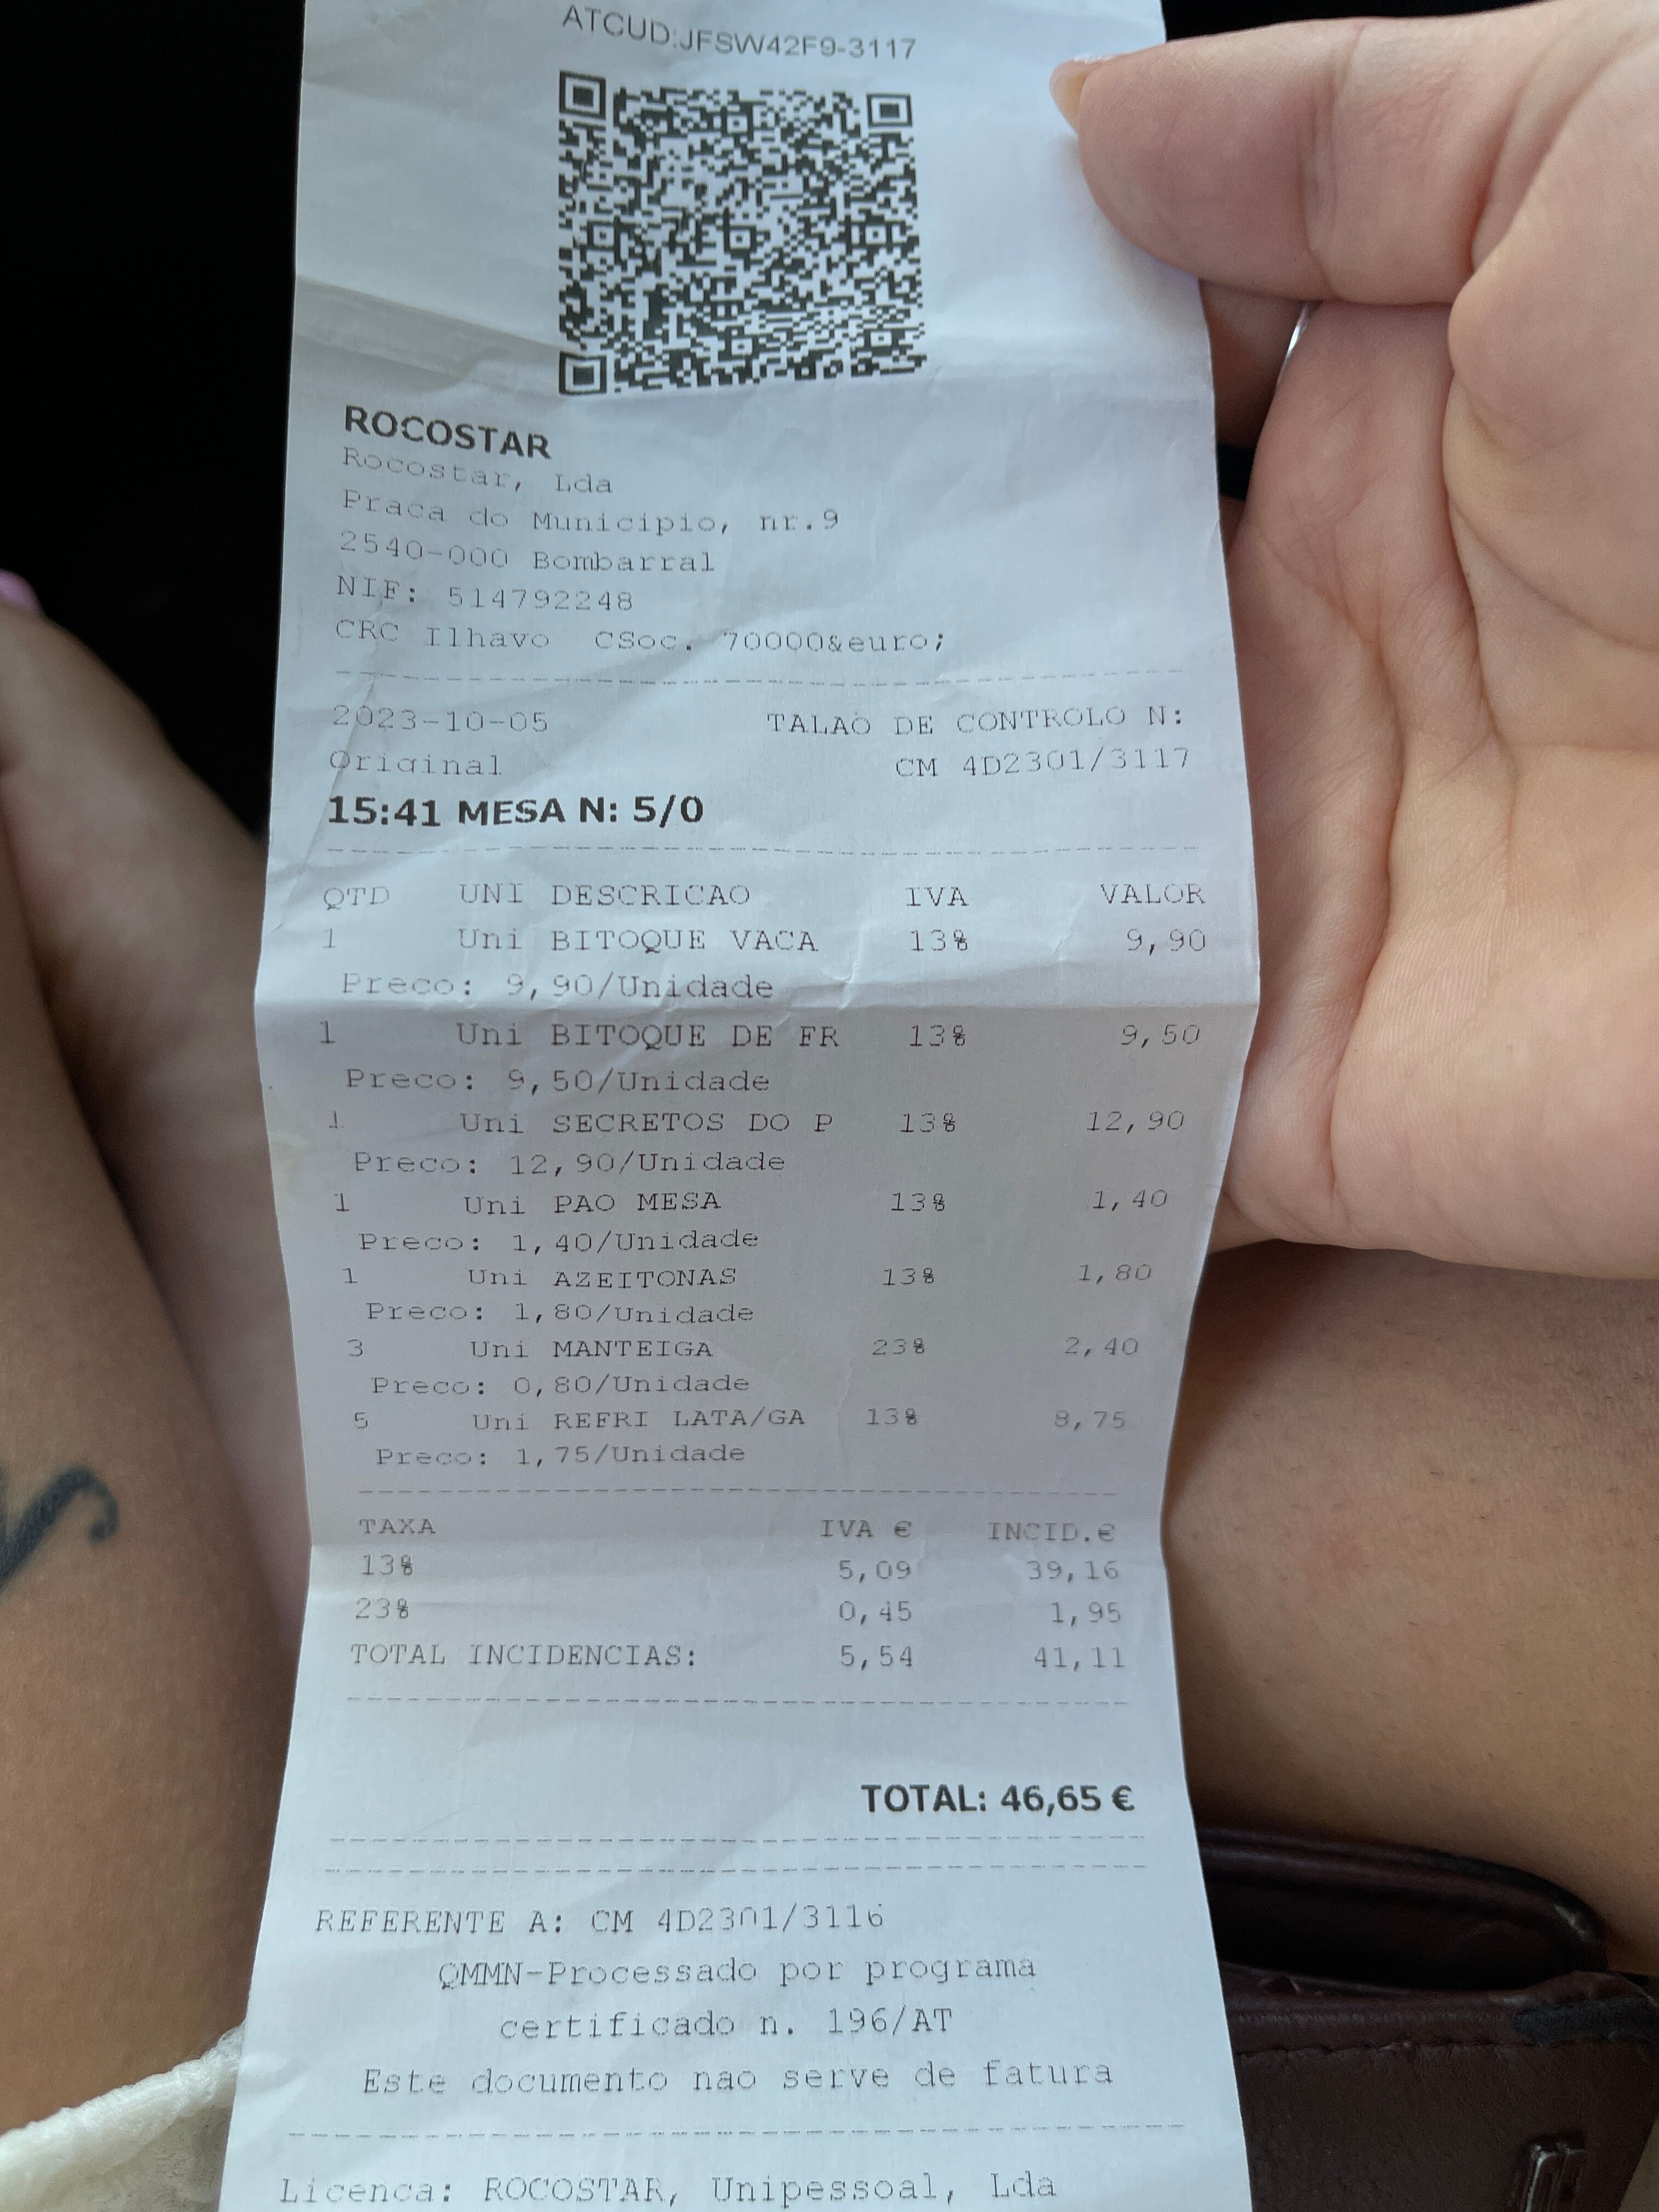 ATCUD:JFSW42F9-3117
ROCOSTAR
Rocostar, Lda
Praca do Municipio, nr.9
2540-000 Bombarral
NIF: 514792248
CRC Ilhavo CSoc. 70000&euro;
2023-10-05 TALAO DE CONTROLO N:
Original CM 4D2301/3117
15:41 MESA N: 5/0
QTD UNI DESCRICAO IVA VALOR
1 Uni BITOQUE VACA 13% 9,90
Preco: 9,90/Unidade
1 Uni BITOQUE DE FR 13% 9,50
Preco: 9,50/Unidade
1 Uni SECRETOS DO P 13% 12,90
Preco: 12,90/Unidade
1 Uni PAO MESA 13% 1,40
Preco: 1,40/Unidade
1 Uni AZEITONAS 13% 1,80
Preco: 1,80/Unidade
3 Uni MANTEIGA 23% 2,40
Preco: 0,80/Unidade
5 Uni REFRI LATA/GA 13% 8,75
Preco: 1,75/Unidade
TAXA IVA € INCID.€
13% 5,09 39,16
23% 0,45 1,95
TOTAL INCIDENCIAS: 5,54 41,11
TOTAL: 46,65 €
REFERENTE A: CM 4D2301/3116
QMMN-Processado por programa
certificado n. 196/AT
Este documento nao serve de fatura
Licenca: ROCOSTAR, Unipessoal, Lda